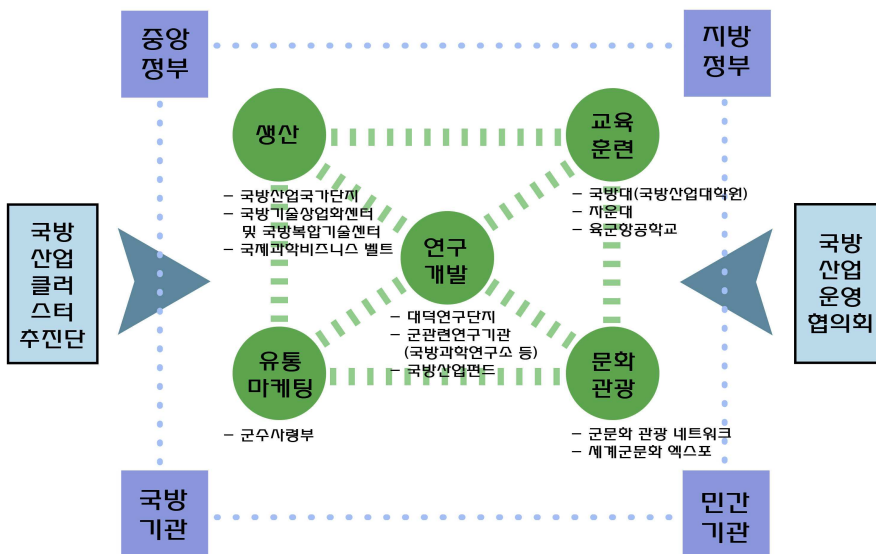 중앙
정부
지방
정부
생산
교육
훈련
– 국방산업국가단지
– 국방기술상업화센터
및 국방복합기술센터
– 국제과학비즈니스 벨트
– 국방대(국방산업대학원)
– 자운대
– 육군항공학교
국방
산업
클러
스터
추진단
연구
개발
국방
산업
운영
협의회
– 대덕연구단지
– 군관련연구기관
(국방과학연구소 등)
– 국방산업펀드
유통
마케팅
문화
관광
– 군수사령부
– 군문화 관광 네트워크
– 세계군문화 엑스포
국방
기관
민간
기관